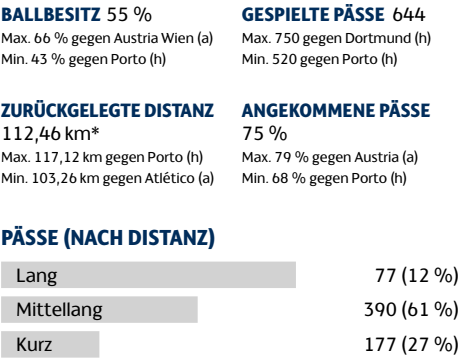 BALLBESITZ 55 %
Max. 66 % gegen Austria Wien (a)
Min. 43 % gegen Porto (h)
GESPIELTE PÄSSE 644
Max. 750 gegen Dortmund (h)
Min. 520 gegen Porto (h)
ZURÜCKGELEGTE DISTANZ
112,46 km*
Max. 117,12 km gegen Porto (h)
Min. 103,26 km gegen Atlético (a)
ANGEKOMMENE PÄSSE
75 %
Max. 79 % gegen Austria (a)
Min. 68 % gegen Porto (h)
PÄSSE (NACH DISTANZ)
Lang 77 (12 %)
Mittellang 390 (61 %)
Kurz 177 (27 %)